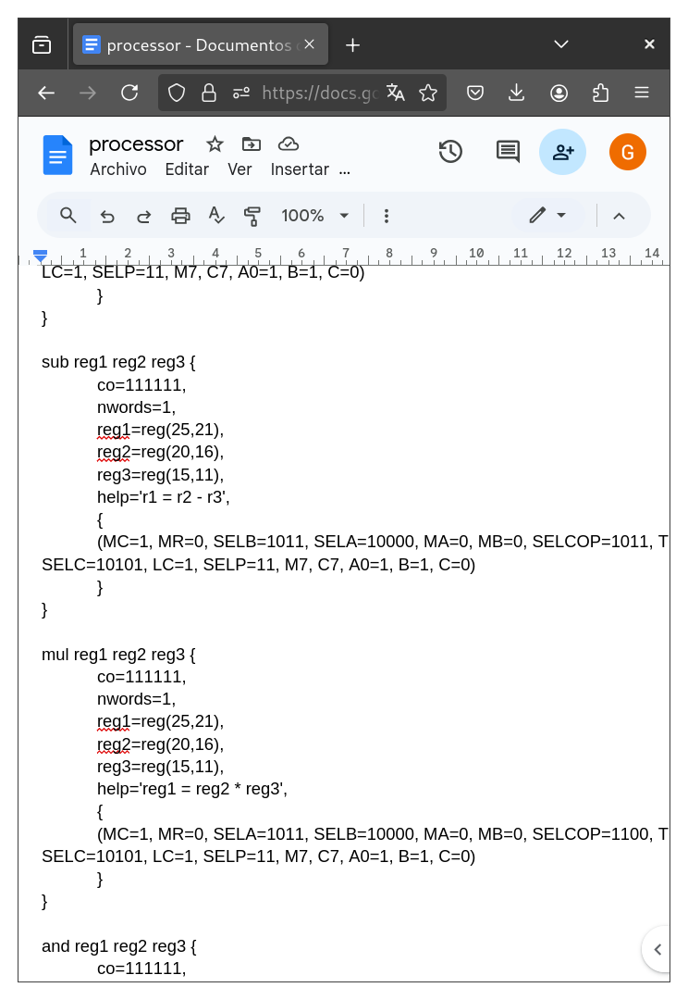 processor - Documentos
https://docs.go
processor
Archivo Editar Ver Insertar ...
G
100%
1 2 3 4 5 6 7 8 9 10 11 12 13 14
LC=1, SELP=11, M7, C7, A0=1, B=1, C=0)
}
}
sub reg1 reg2 reg3 {
co=111111,
nwords=1,
reg1=reg(25,21),
reg2=reg(20,16),
reg3=reg(15,11),
help='r1 = r2 - r3',
{
(MC=1, MR=0, SELB=1011, SELA=10000, MA=0, MB=0, SELCOP=1011, T
SELC=10101, LC=1, SELP=11, M7, C7, A0=1, B=1, C=0)
}
}
mul reg1 reg2 reg3 {
co=111111,
nwords=1,
reg1=reg(25,21),
reg2=reg(20,16),
reg3=reg(15,11),
help='reg1 = reg2 * reg3',
{
(MC=1, MR=0, SELA=1011, SELB=10000, MA=0, MB=0, SELCOP=1100, T
SELC=10101, LC=1, SELP=11, M7, C7, A0=1, B=1, C=0)
}
}
and reg1 reg2 reg3 {
co=111111,